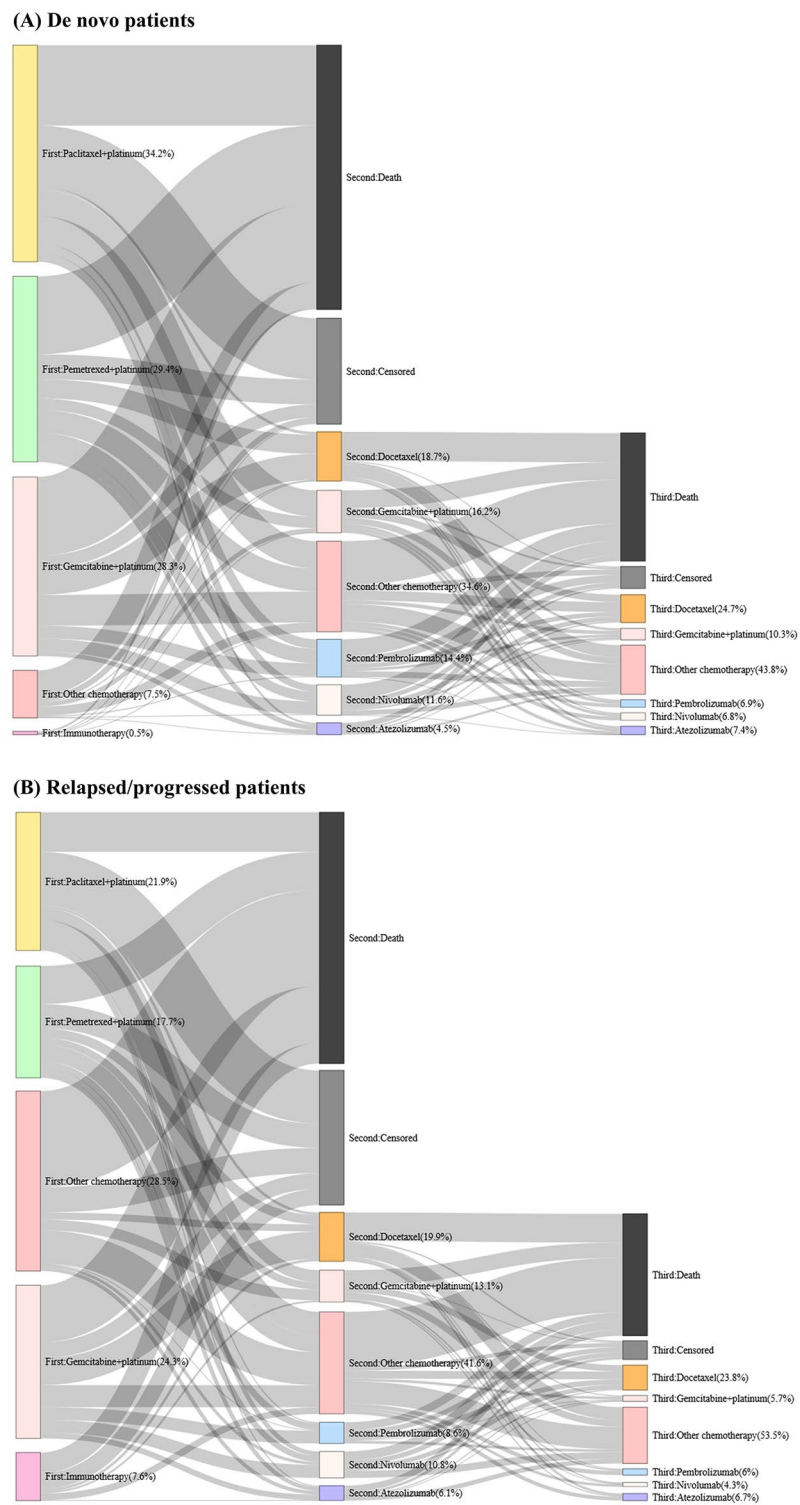 (A) De novo patients
First:Paclitaxel+platinum(34.2%)
First:Pemetrexed+platinum(29.4%)
First:Gemcitabine+platinum(28.3%)
First:Other chemotherapy(7.5%)
First:Immunotherapy(0.5%)
Second:Death
Second:Censored
Second:Docetaxel(18.7%)
Second:Gemcitabine+platinum(16.2%)
Second:Other chemotherapy(34.6%)
Second:Pembrolizumab(14.4%)
Second:Nivolumab(11.6%)
Second:Atezolizumab(4.5%)
Third:Death
Third:Censored
Third:Docetaxel(24.7%)
Third:Gemcitabine+platinum(10.3%)
Third:Other chemotherapy(43.8%)
Third:Pembrolizumab(6.9%)
Third:Nivolumab(6.8%)
Third:Atezolizumab(7.4%)
(B) Relapsed/progressed patients
First:Paclitaxel+platinum(21.9%)
First:Pemetrexed+platinum(17.7%)
First:Other chemotherapy(28.5%)
First:Gemcitabine+platinum(24.3%)
First:Immunotherapy(7.6%)
Second:Death
Second:Censored
Second:Docetaxel(19.9%)
Second:Gemcitabine+platinum(13.1%)
Second:Other chemotherapy(41.6%)
Second:Pembrolizumab(8.6%)
Second:Nivolumab(10.8%)
Second:Atezolizumab(6.1%)
Third:Death
Third:Censored
Third:Docetaxel(23.8%)
Third:Gemcitabine+platinum(5.7%)
Third:Other chemotherapy(53.5%)
Third:Pembrolizumab(6%)
Third:Nivolumab(4.3%)
Third:Atezolizumab(6.7%)